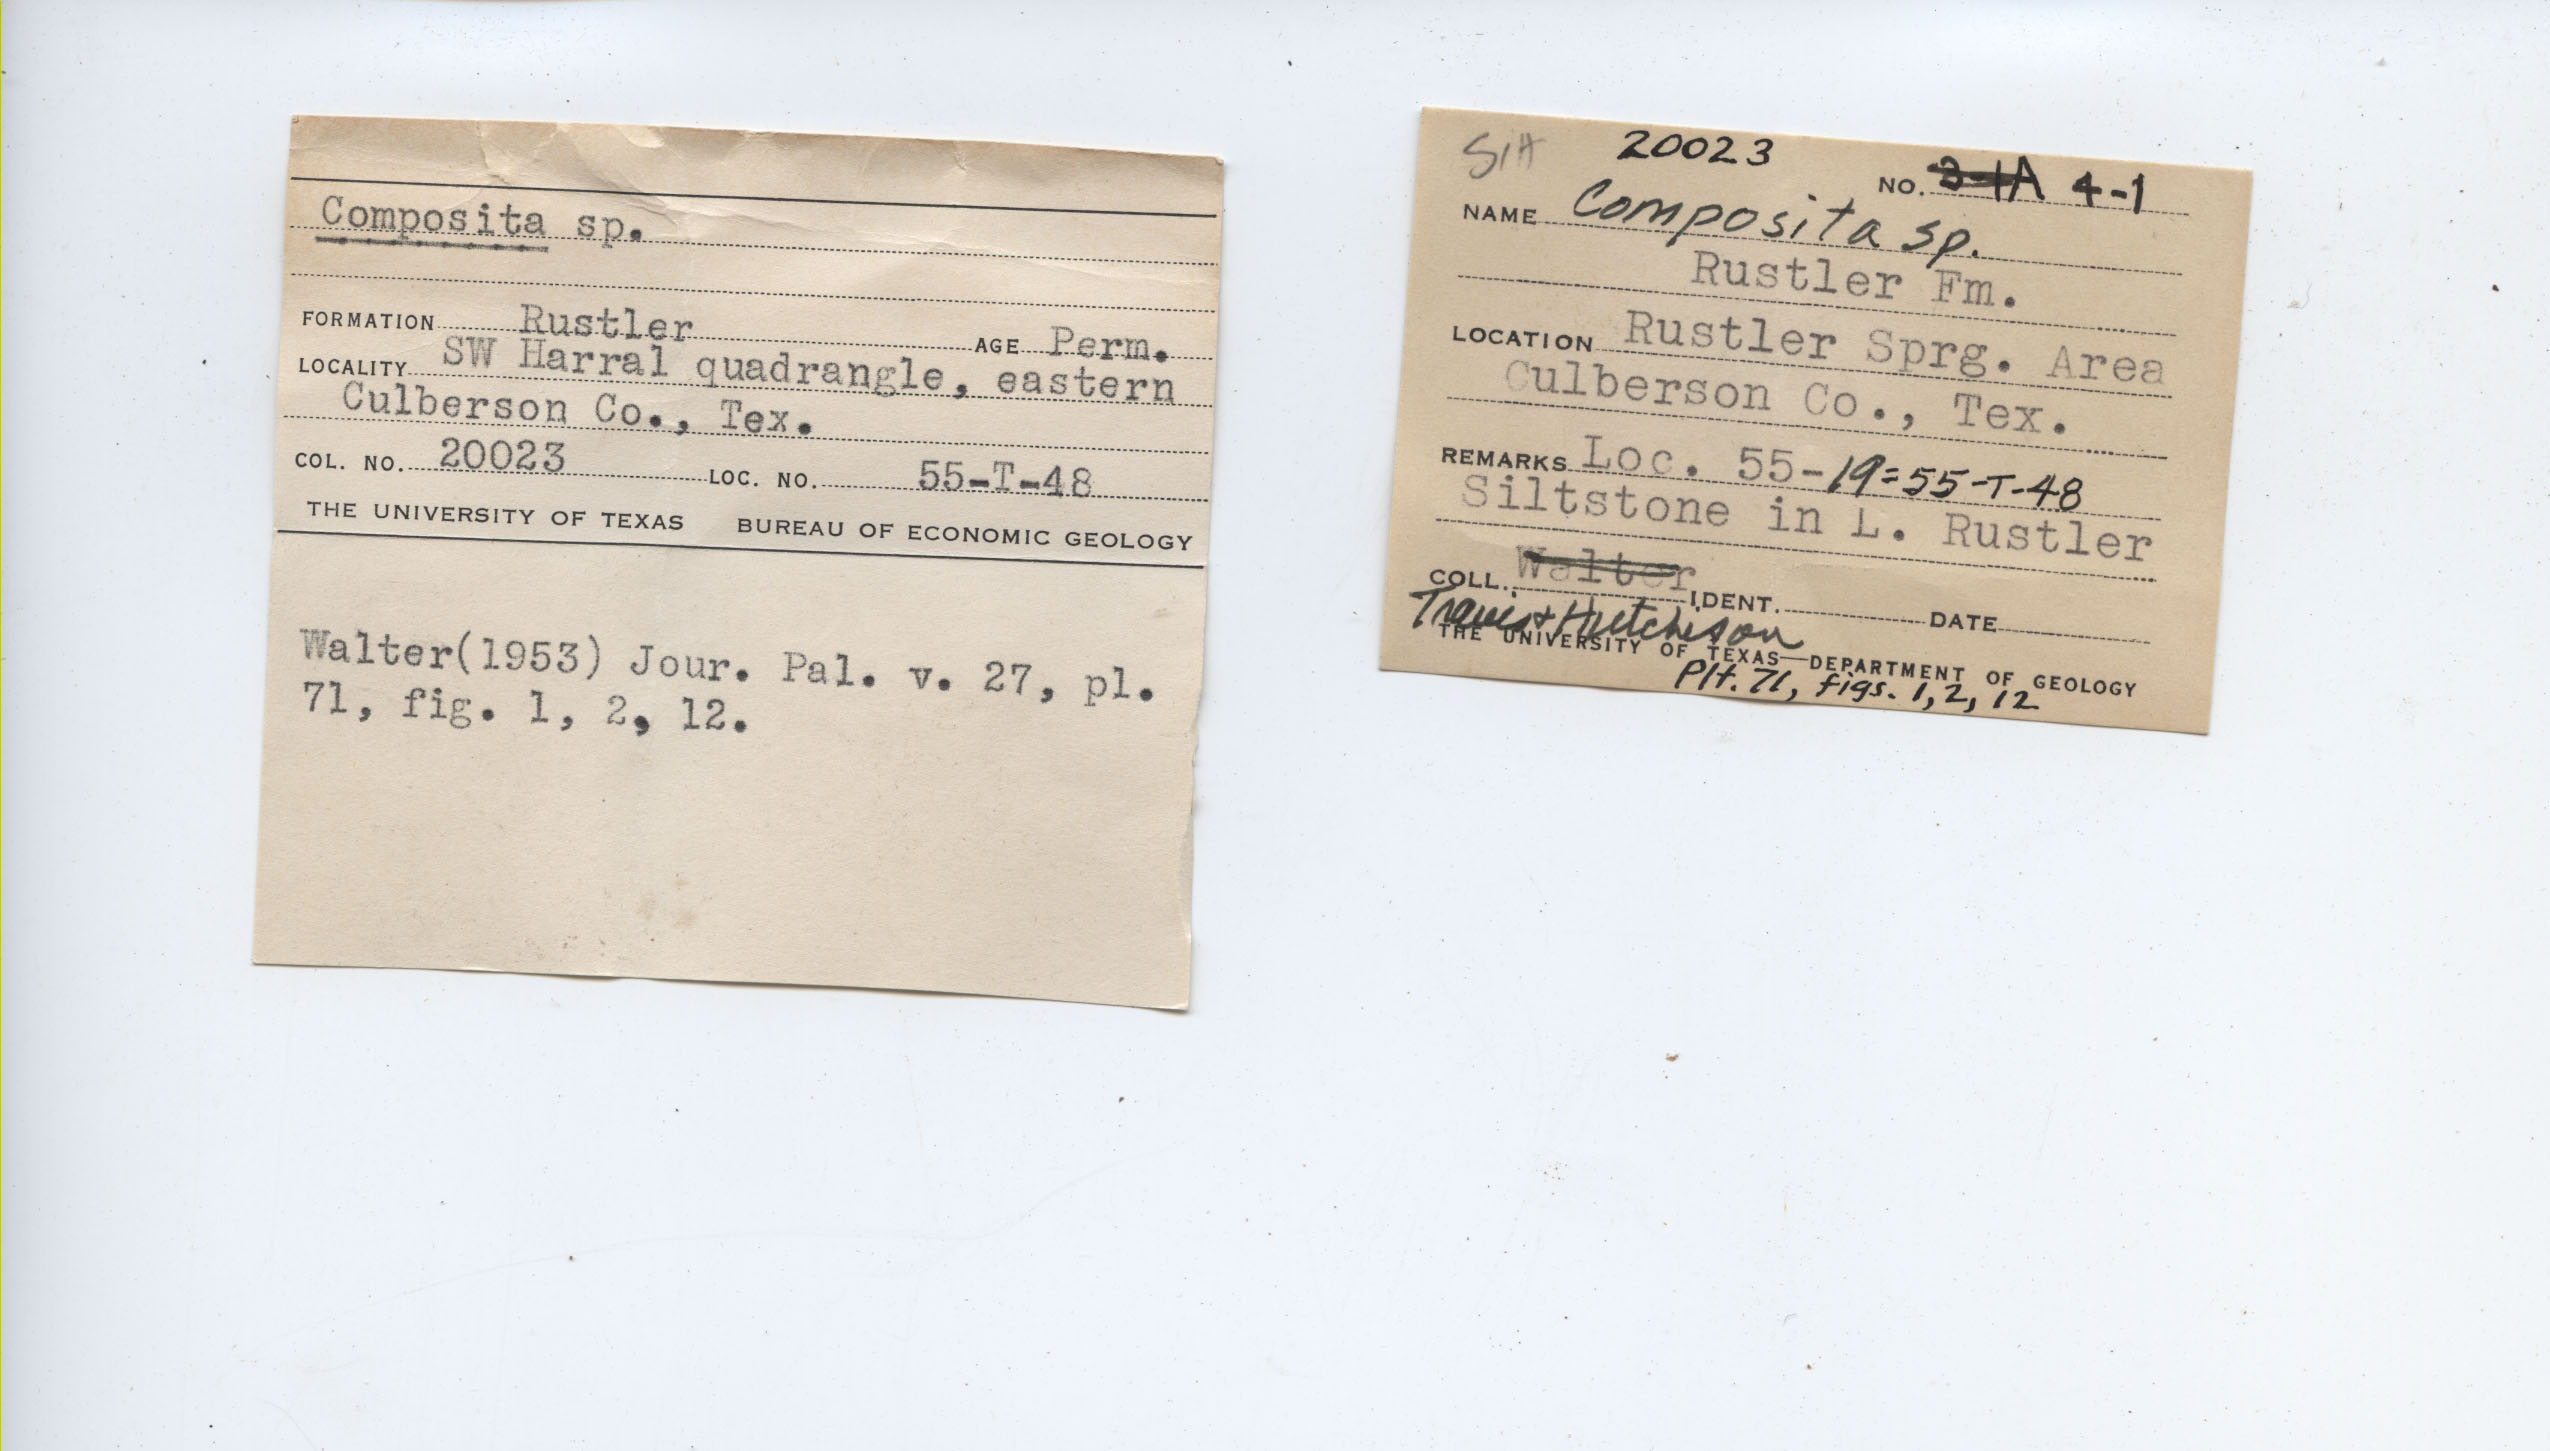 Composita sp.
FORMATION Rustler AGE Perm.
LOCALITY SW Harral quadrangle, eastern
Culberson Co., Tex.
COL. NO. 20023 LOC. NO. 55-T-48
THE UNIVERSITY OF TEXAS BUREAU OF ECONOMIC GEOLOGY
Walter(1953) Jour. Pal. v. 27, pl.
71, fig. 1, 2, 12.
20023
NO. 4-1
NAME Composita sp.
Rustler Fm.
LOCATION Rustler Sprg. Area
Culberson Co., Tex.
REMARKS Loc. 55-19=55-T-48
Siltstone in L. Rustler
COLL. Walter IDENT. DATE
Travis + Hutchison
THE UNIVERSITY OF TEXAS—DEPARTMENT OF GEOLOGY
Plt. 71, figs. 1, 2, 12